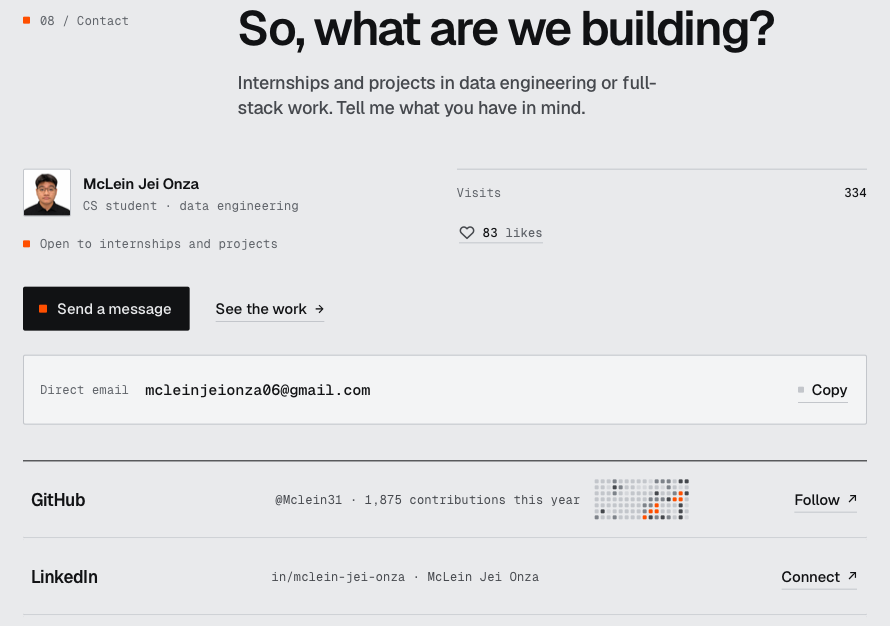 08 / Contact
So, what are we building?
Internships and projects in data engineering or full-
stack work. Tell me what you have in mind.
McLein Jei Onza
CS student · data engineering
Open to internships and projects
Visits 334
83 likes
Send a message
See the work →
Direct email mcleinjeionza06@gmail.com Copy
GitHub @Mclein31 · 1,875 contributions this year Follow ↗
LinkedIn in/mclein-jei-onza · McLein Jei Onza Connect ↗